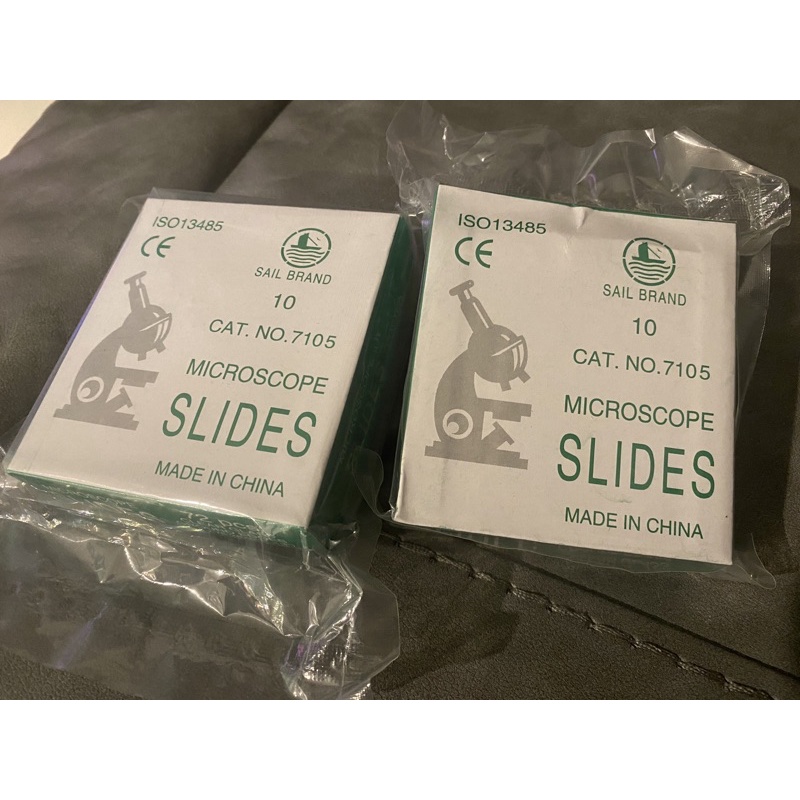 ISO13485
CE
SAIL BRAND
10
CAT. NO.7105
MICROSCOPE
SLIDES
MADE IN CHINA
ISO13485
CE
SAIL BRAND
10
CAT. NO.7105
MICROSCOPE
SLIDES
MADE IN CHINA